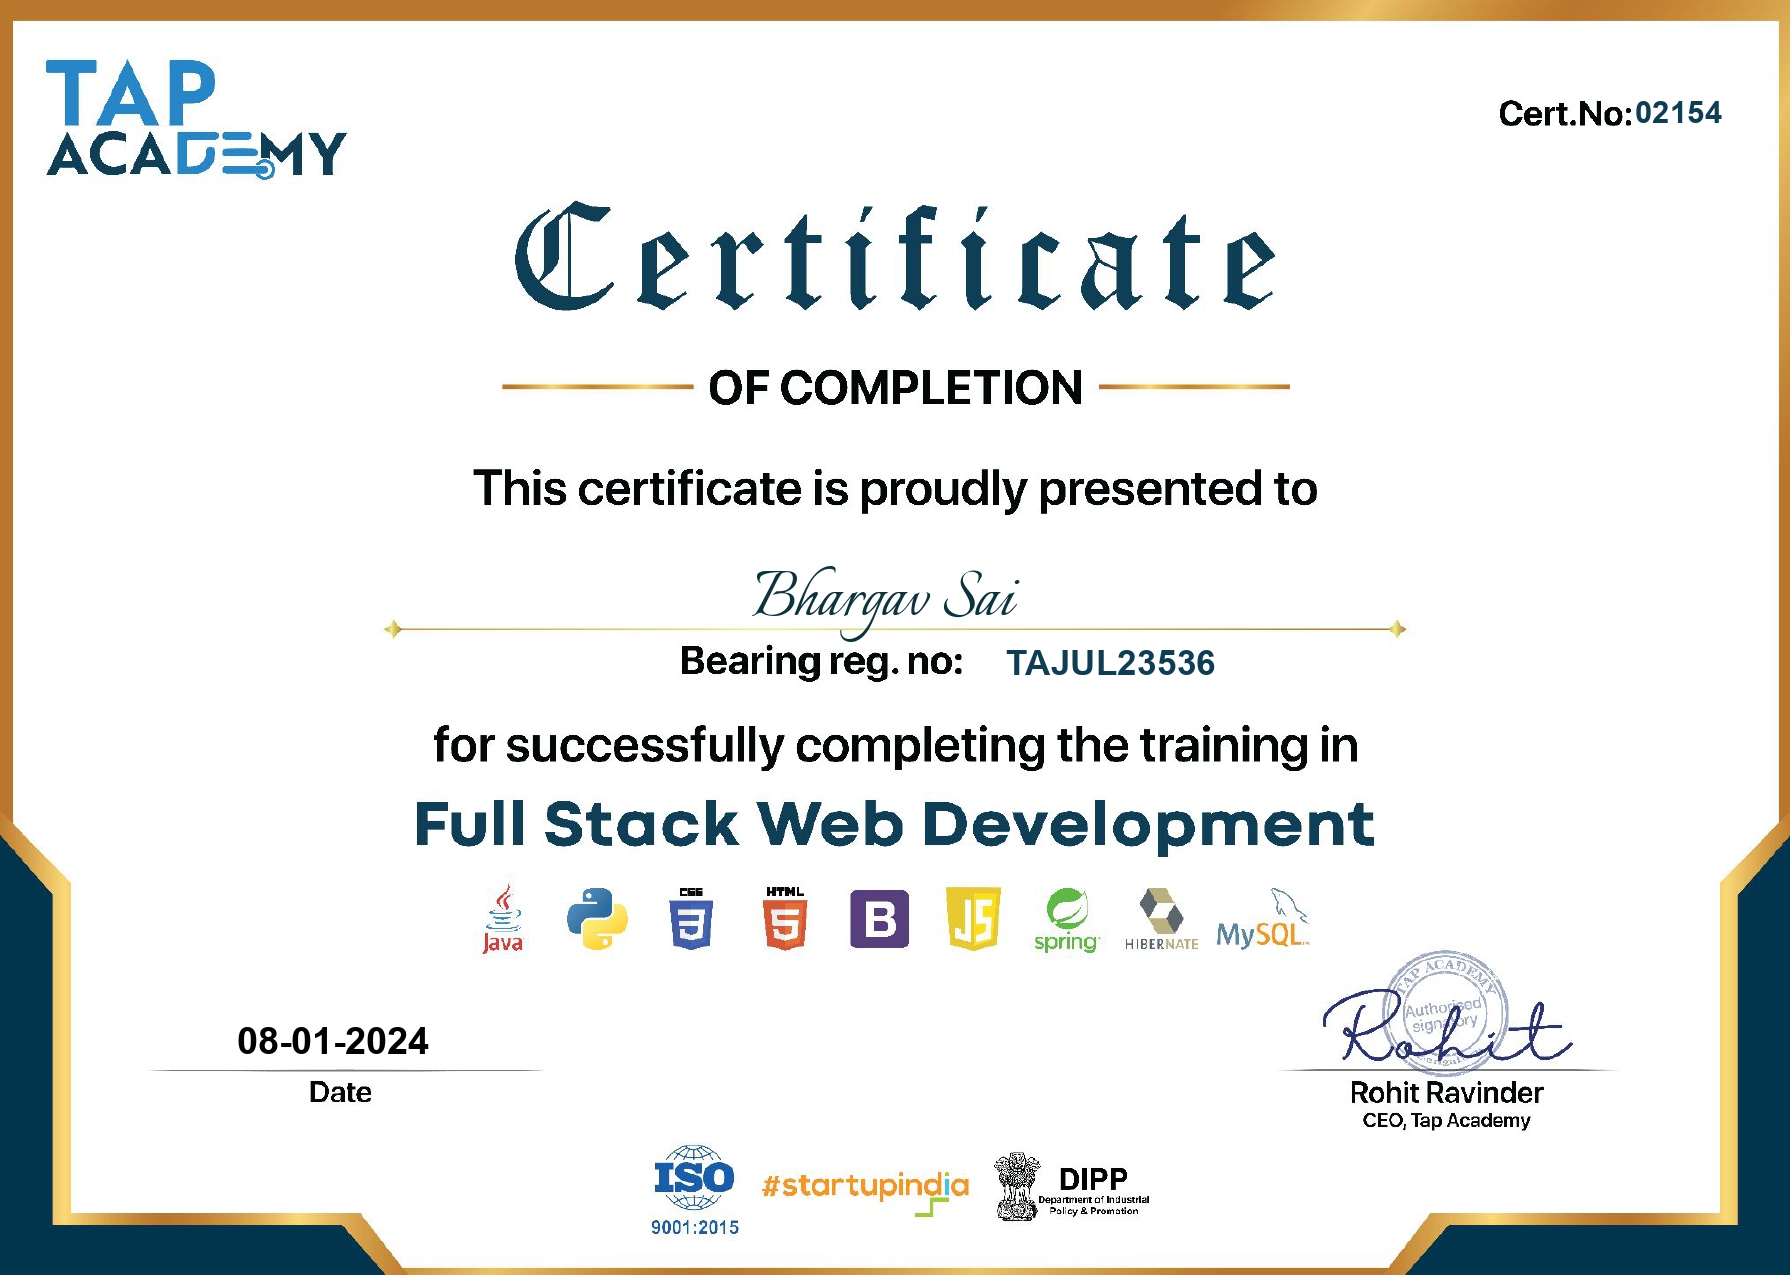 TAP
ACADEMY
Cert.No:02154
Certificate
OF COMPLETION
This certificate is proudly presented to
Bhargav Sai
Bearing reg. no: TAJUL23536
for successfully completing the training in
Full Stack Web Development
Java
CSS
3
HTML
5
B
JS
spring
HIBERNATE
MySQL
TAP ACADEMY
Authorised
signatory
Rohit
08-01-2024
Date
Rohit Ravinder
CEO, Tap Academy
ISO
9001:2015
#startupindia
DIPP
Department of Industrial
Policy & Promotion